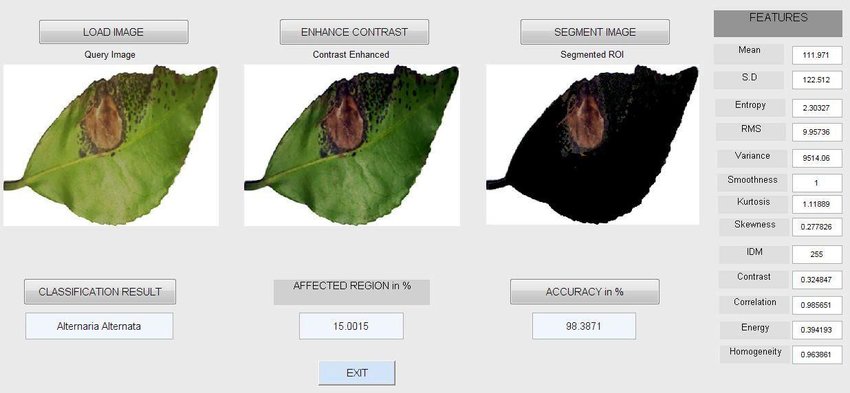 LOAD IMAGE
ENHANCE CONTRAST
SEGMENT IMAGE
Query Image
Contrast Enhanced
Segmented ROI
CLASSIFICATION RESULT
AFFECTED REGION in %
ACCURACY in %
Alternaria Alternata
15.0015
98.3871
EXIT
FEATURES
Mean 111.971
S.D 122.512
Entropy 2.30327
RMS 9.95736
Variance 9514.06
Smoothness 1
Kurtosis 1.11889
Skewness 0.277826
IDM 255
Contrast 0.324847
Correlation 0.985651
Energy 0.394193
Homogeneity 0.963861